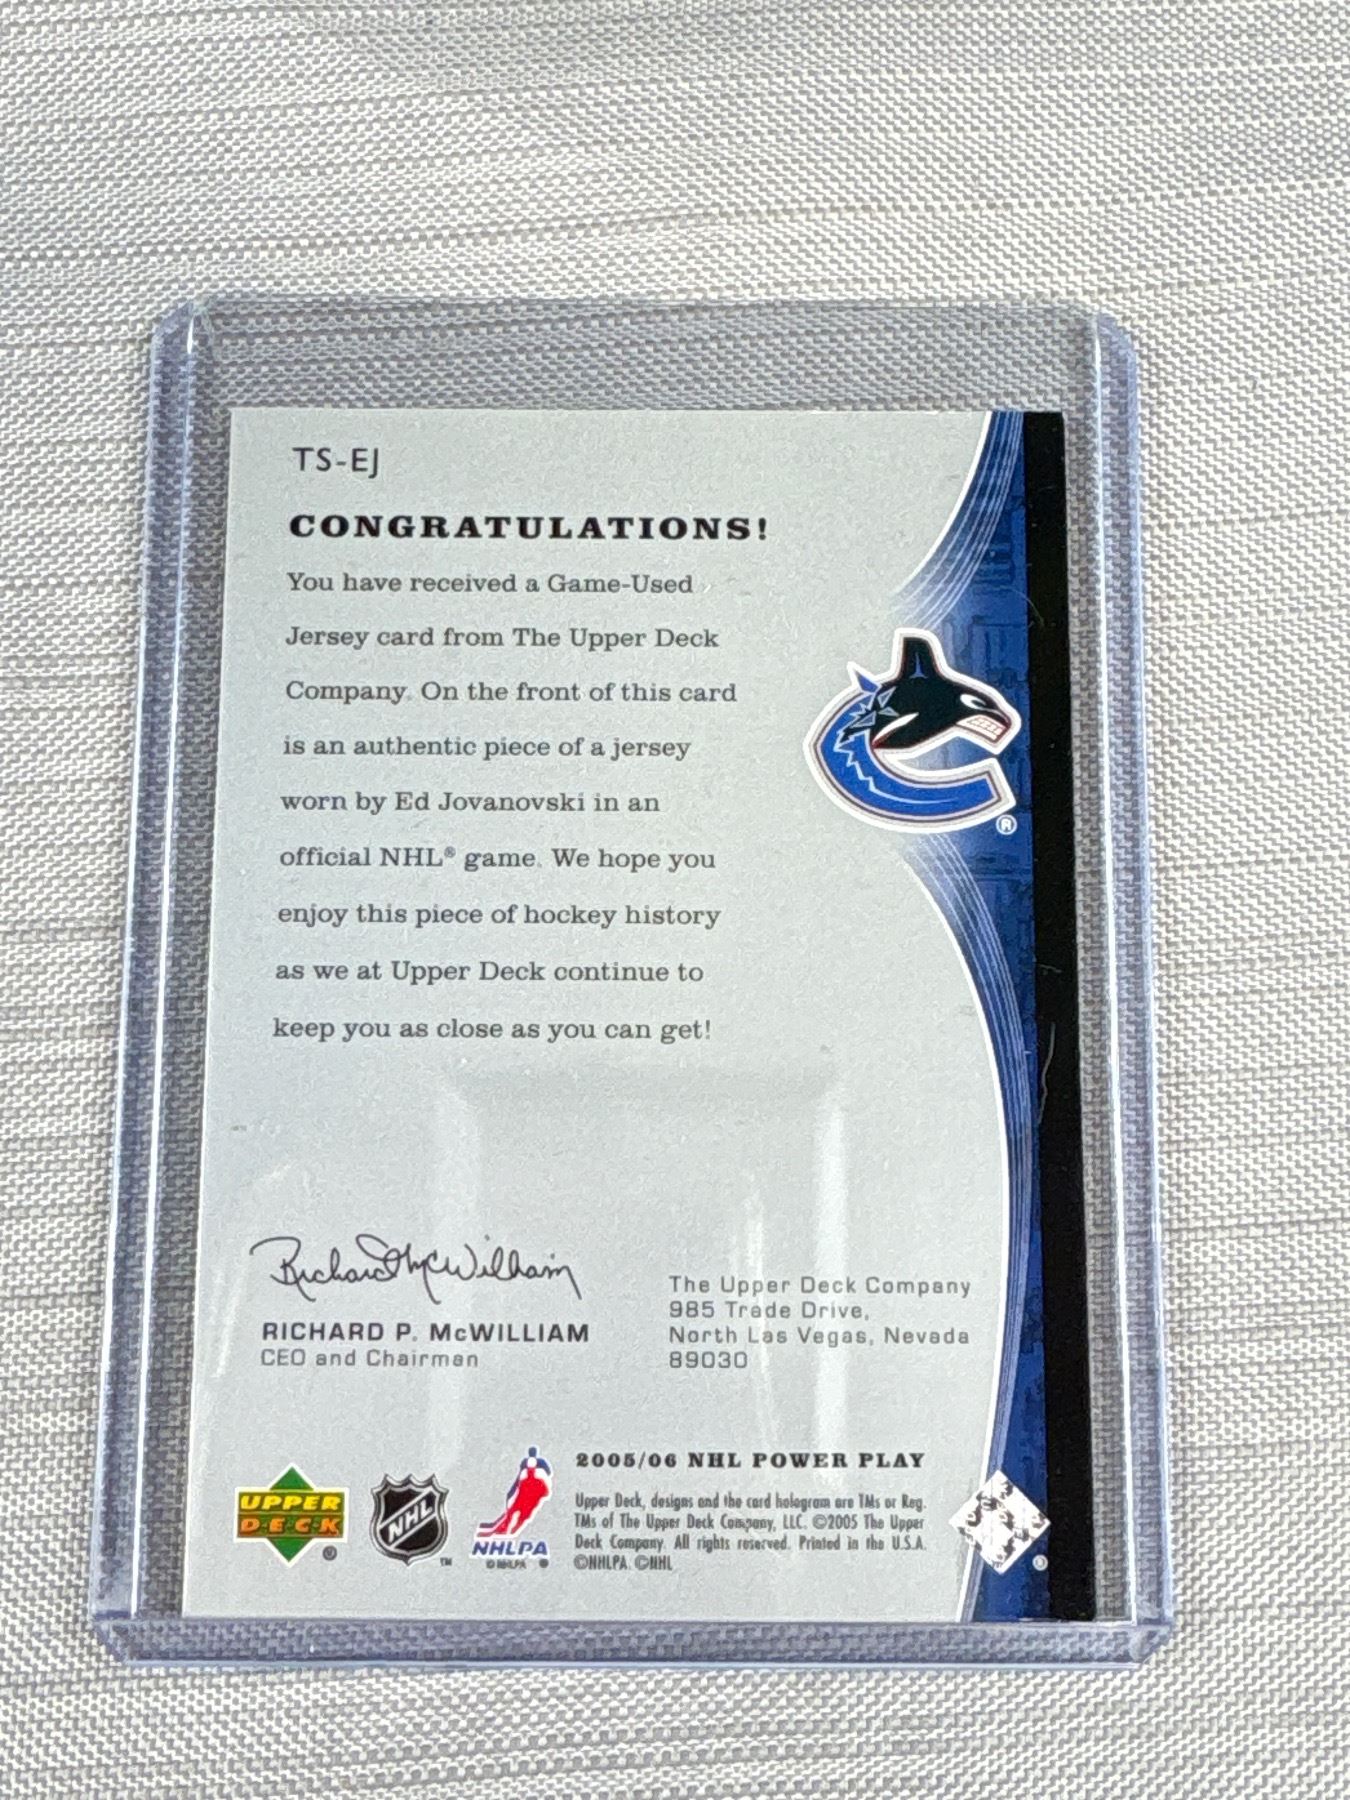 TS-EJ
CONGRATULATIONS!
You have received a Game-Used
Jersey card from The Upper Deck
Company. On the front of this card
is an authentic piece of a jersey
worn by Ed Jovanovski in an
official NHL® game. We hope you
enjoy this piece of hockey history
as we at Upper Deck continue to
keep you as close as you can get!
®
Richard McWilliam
RICHARD P. McWILLIAM
CEO and Chairman
The Upper Deck Company
985 Trade Drive,
North Las Vegas, Nevada
89030
2005/06 NHL POWER PLAY
Upper Deck, designs and the card hologram are TMs or Reg.
TMs of The Upper Deck Company, LLC. ©2005 The Upper
Deck Company. All rights reserved. Printed in the U.S.A.
©NHLPA. ©NHL
UPPER
DECK
®
NHL
™
NHLPA
© NHLPA ®